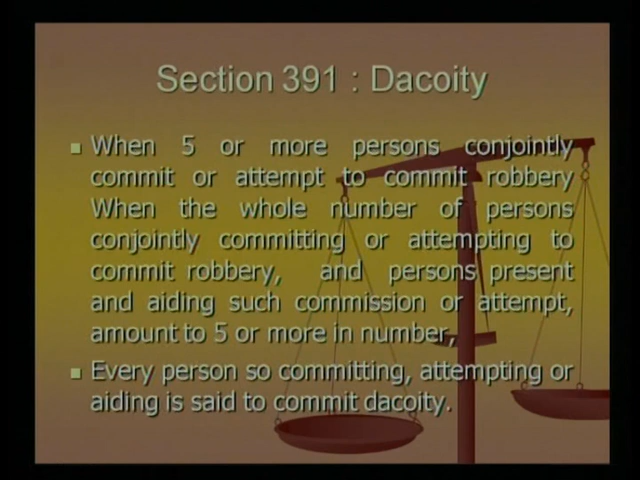 Section 391 : Dacoity
When 5 or more persons conjointly
commit or attempt to commit robbery
When the whole number of persons
conjointly committing or attempting to
commit robbery, and persons present
and aiding such commission or attempt,
amount to 5 or more in number,
Every person so committing, attempting or
aiding is said to commit dacoity.